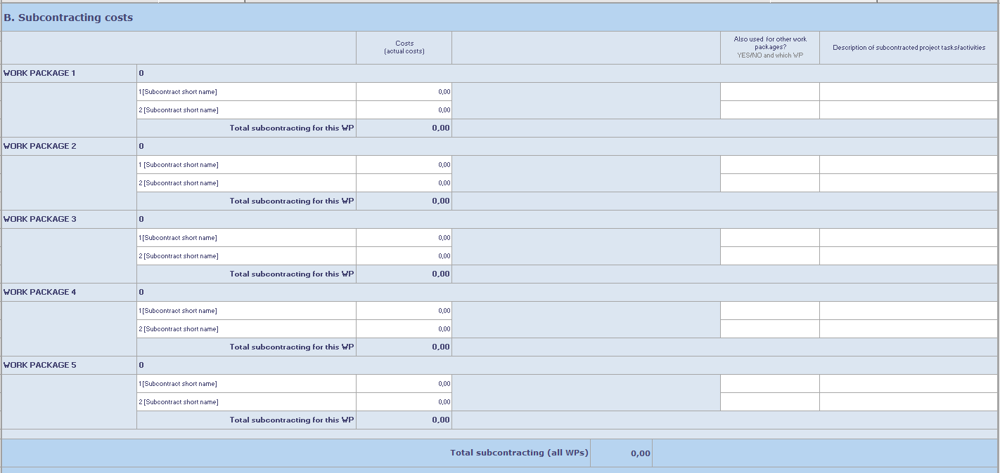 B. Subcontracting costs
Costs
(actual costs)
Also used for other work
packages?
YES/NO and which WP
Description of subcontracted project tasks/activities
WORK PACKAGE 1 0
1 [Subcontract short name] 0,00
2 [Subcontract short name] 0,00
Total subcontracting for this WP 0,00
WORK PACKAGE 2 0
1 [Subcontract short name] 0,00
2 [Subcontract short name] 0,00
Total subcontracting for this WP 0,00
WORK PACKAGE 3 0
1 [Subcontract short name] 0,00
2 [Subcontract short name] 0,00
Total subcontracting for this WP 0,00
WORK PACKAGE 4 0
1 [Subcontract short name] 0,00
2 [Subcontract short name] 0,00
Total subcontracting for this WP 0,00
WORK PACKAGE 5 0
1 [Subcontract short name] 0,00
2 [Subcontract short name] 0,00
Total subcontracting for this WP 0,00
Total subcontracting (all WPs) 0,00